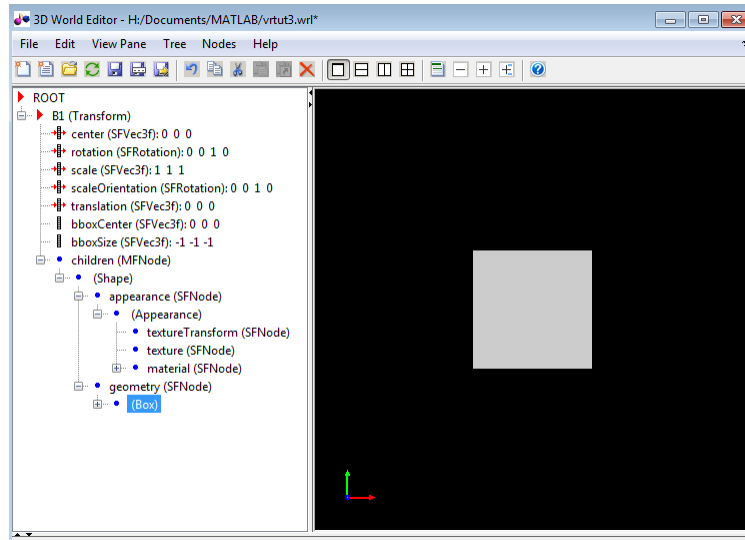 3D World Editor - H:/Documents/MATLAB/vrtut3.wrl*
File Edit View Pane Tree Nodes Help
ROOT
B1 (Transform)
center (SFVec3f): 0 0 0
rotation (SFRotation): 0 0 1 0
scale (SFVec3f): 1 1 1
scaleOrientation (SFRotation): 0 0 1 0
translation (SFVec3f): 0 0 0
bboxCenter (SFVec3f): 0 0 0
bboxSize (SFVec3f): -1 -1 -1
children (MFNode)
(Shape)
appearance (SFNode)
(Appearance)
textureTransform (SFNode)
texture (SFNode)
material (SFNode)
geometry (SFNode)
(Box)